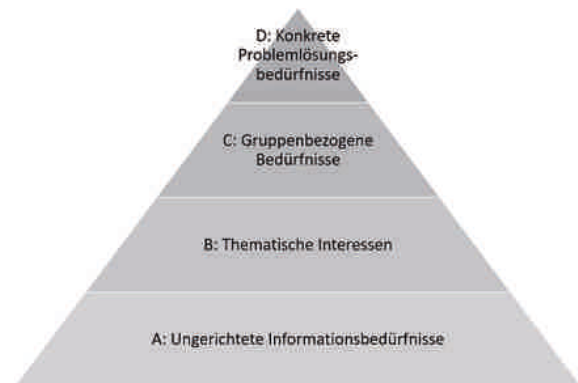 D: Konkrete
Problemlösungs-
bedürfnisse
C: Gruppenbezogene
Bedürfnisse
B: Thematische Interessen
A: Ungerichtete Informationsbedürfnisse